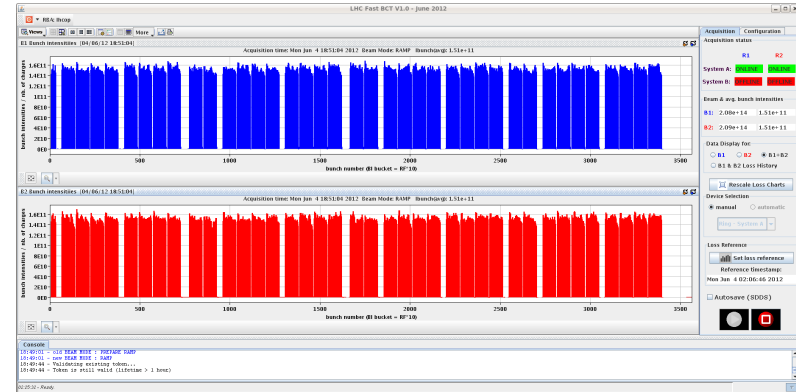 LHC Fast BCT V1.0 - June 2012
RBA: lhcop
Views
More
B1 Bunch intensities (04/06/12 18:51:04)
Acquisition time: Mon Jun 4 18:51:04 2012 Beam Mode: RAMP Ibunch(avg): 1.51e+11
bunch intensities / nb. of charges
1.6E11
1.4E11
1.2E11
1E11
8E10
6E10
4E10
2E10
0E0
0 500 1000 1500 2000 2500 3000 3500
bunch number (BI bucket = RF*10)
B2 Bunch intensities (04/06/12 18:51:04)
Acquisition time: Mon Jun 4 18:51:04 2012 Beam Mode: RAMP Ibunch(avg): 1.51e+11
bunch intensities / nb. of charges
1.6E11
1.4E11
1.2E11
1E11
8E10
6E10
4E10
2E10
0E0
0 500 1000 1500 2000 2500 3000 3500
bunch number (BI bucket = RF*10)
Acquisition Configuration
Acquisition status
R1 R2
System A: ONLINE ONLINE
System B:
Beam & avg. bunch intensities
B1: 2.08e+14 1.51e+11
B2: 2.09e+14 1.51e+11
Data Display for:
B1 B2 B1+B2
B1 & B2 Loss History
Rescale Loss Charts
Device Selection
manual automatic
Ring - System A
Loss Reference
Set loss reference
Reference timestamp:
Mon Jun 4 02:06:46 2012
Autosave (SDDS)
Console
18:49:01 - old BEAM MODE : PREPARE RAMP
18:49:01 - new BEAM MODE : RAMP
18:49:44 - Validating existing token...
18:49:44 - Token is still valid (lifetime > 1 hour)
- Ready